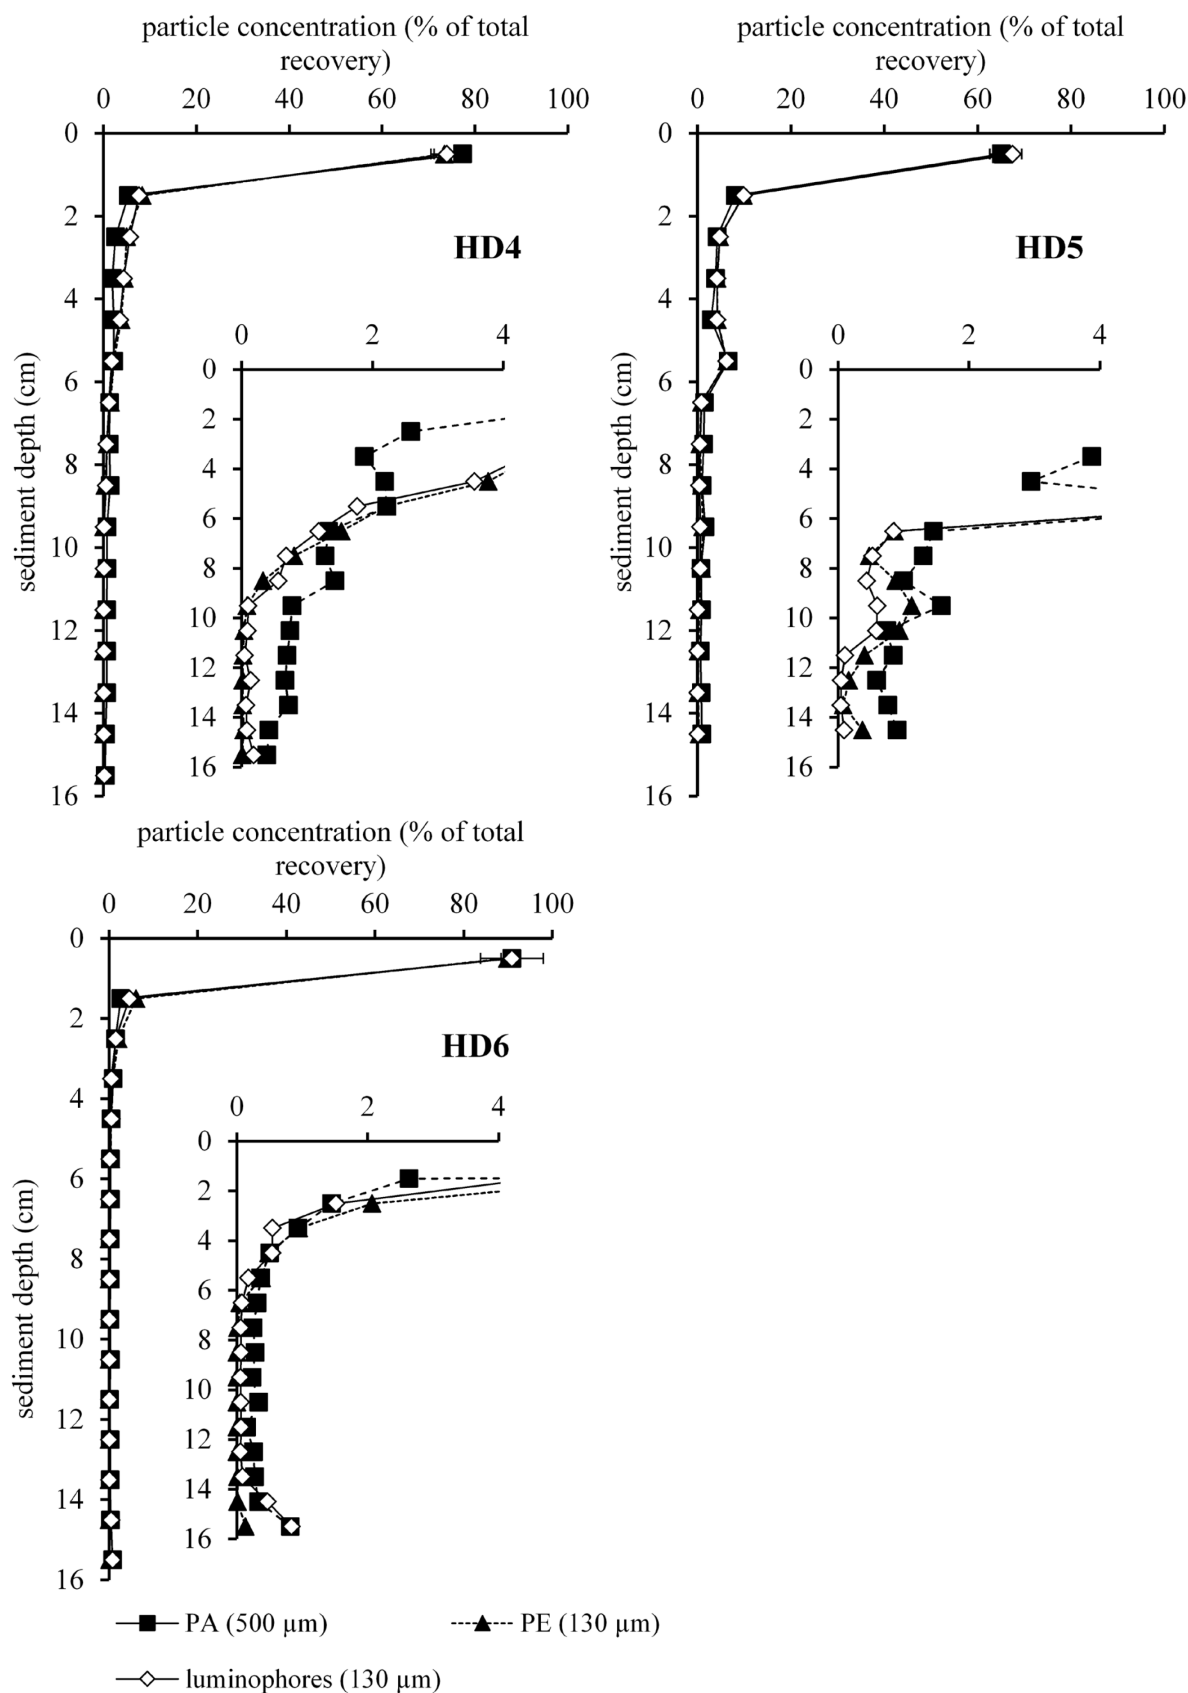 particle concentration (% of total
recovery)
0 20 40 60 80 100
0
2
4
6
8
10
12
14
16
sediment depth (cm)
HD4
0 2 4
0
2
4
6
8
10
12
14
16
particle concentration (% of total
recovery)
0 20 40 60 80 100
0
2
4
6
8
10
12
14
16
sediment depth (cm)
HD5
0 2 4
0
2
4
6
8
10
12
14
16
particle concentration (% of total
recovery)
0 20 40 60 80 100
0
2
4
6
8
10
12
14
16
sediment depth (cm)
HD6
0 2 4
0
2
4
6
8
10
12
14
16
PA (500 µm)
PE (130 µm)
luminophores (130 µm)